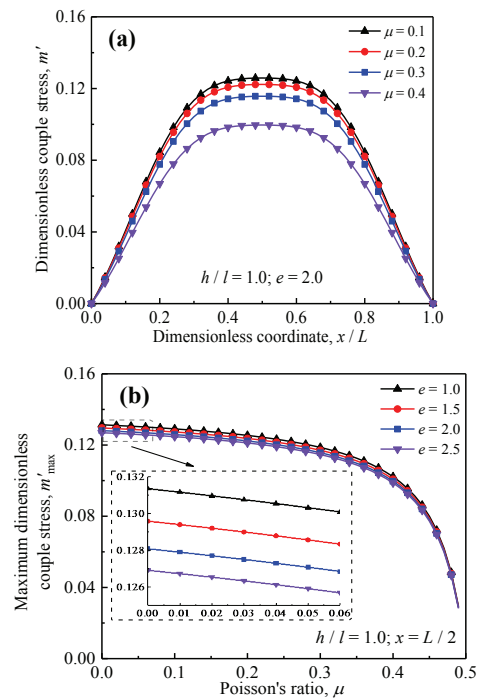 (a)
μ = 0.1
μ = 0.2
μ = 0.3
μ = 0.4
Dimensionless couple stress, m′
0.16
0.12
0.08
0.04
0.00
h / l = 1.0; e = 2.0
0.0 0.2 0.4 0.6 0.8 1.0
Dimensionless coordinate, x / L
(b)
e = 1.0
e = 1.5
e = 2.0
e = 2.5
Maximum dimensionless
couple stress, m′max
0.16
0.12
0.08
0.04
0.00
0.132
0.130
0.128
0.126
0.00 0.01 0.02 0.03 0.04 0.05 0.06
h / l = 1.0; x = L / 2
0.0 0.1 0.2 0.3 0.4 0.5
Poisson's ratio, μ